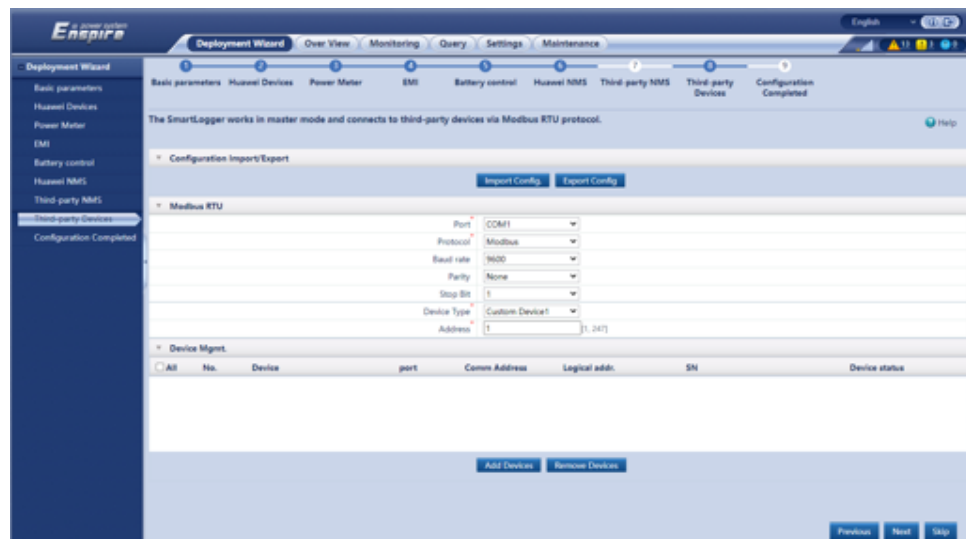 Enspire
English
Deployment Wizard Over View Monitoring Query Settings Maintenance
Deployment Wizard
Basic parameters
Huawei Devices
Power Meter
EMI
Battery control
Huawei NMS
Third-party NMS
Third-party Devices
Configuration Completed
1 2 3 4 5 6 7 8 9
Basic parameters Huawei Devices Power Meter EMI Battery control Huawei NMS Third-party NMS Third-party Devices Configuration Completed
The SmartLogger works in master mode and connects to third-party devices via Modbus RTU protocol.
Help
Configuration Import/Export
Import Config. Export Config
Modbus RTU
Port * COM1
Protocol * Modbus
Baud rate 9600
Parity None
Stop Bit 1
Device Type * Custom Device1
Address * 1 [1, 247]
Device Mgmt.
All No. Device port Comm Address Logical addr. SN Device status
Add Devices Remove Devices
Previous Next Skip